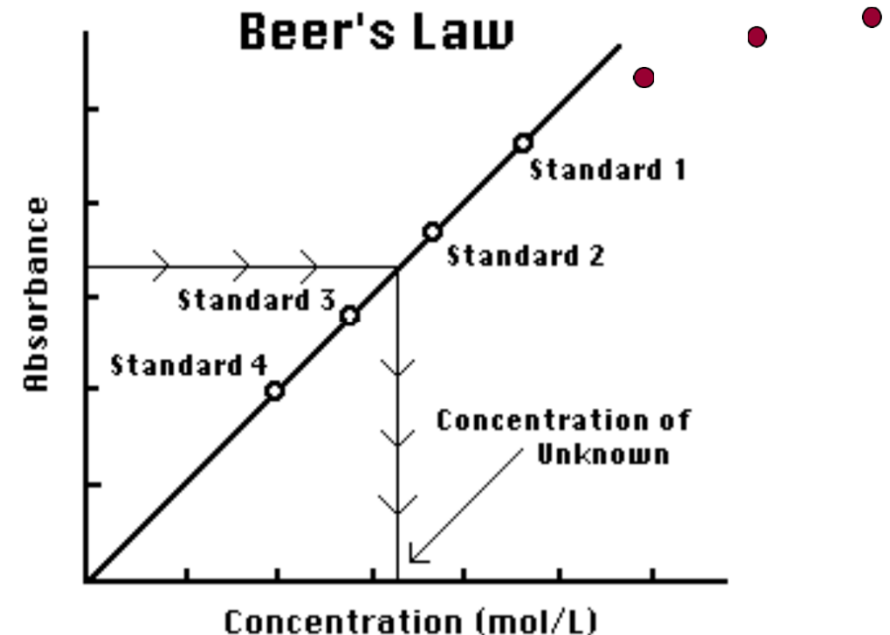 Beer's Law
Standard 1
Standard 2
Standard 3
Standard 4
Absorbance
Concentration of
Unknown
Concentration (mol/L)